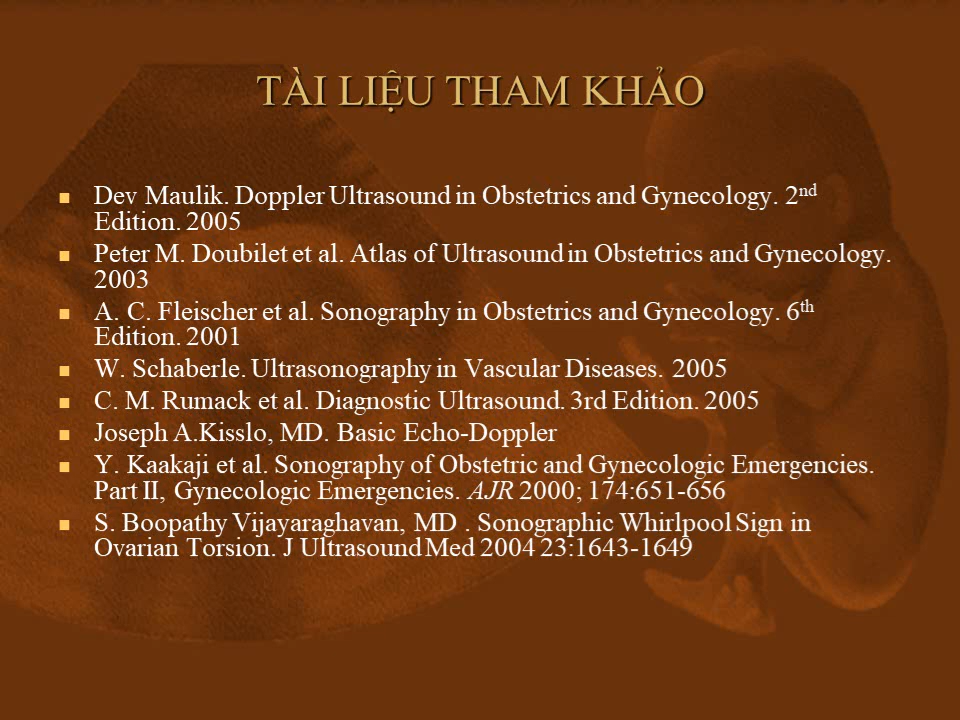 TÀI LIỆU THAM KHẢO
Dev Maulik. Doppler Ultrasound in Obstetrics and Gynecology. 2nd
Edition. 2005
Peter M. Doubilet et al. Atlas of Ultrasound in Obstetrics and Gynecology.
2003
A. C. Fleischer et al. Sonography in Obstetrics and Gynecology. 6th
Edition. 2001
W. Schaberle. Ultrasonography in Vascular Diseases. 2005
C. M. Rumack et al. Diagnostic Ultrasound. 3rd Edition. 2005
Joseph A.Kisslo, MD. Basic Echo-Doppler
Y. Kaakaji et al. Sonography of Obstetric and Gynecologic Emergencies.
Part II, Gynecologic Emergencies. AJR 2000; 174:651-656
S. Boopathy Vijayaraghavan, MD . Sonographic Whirlpool Sign in
Ovarian Torsion. J Ultrasound Med 2004 23:1643-1649